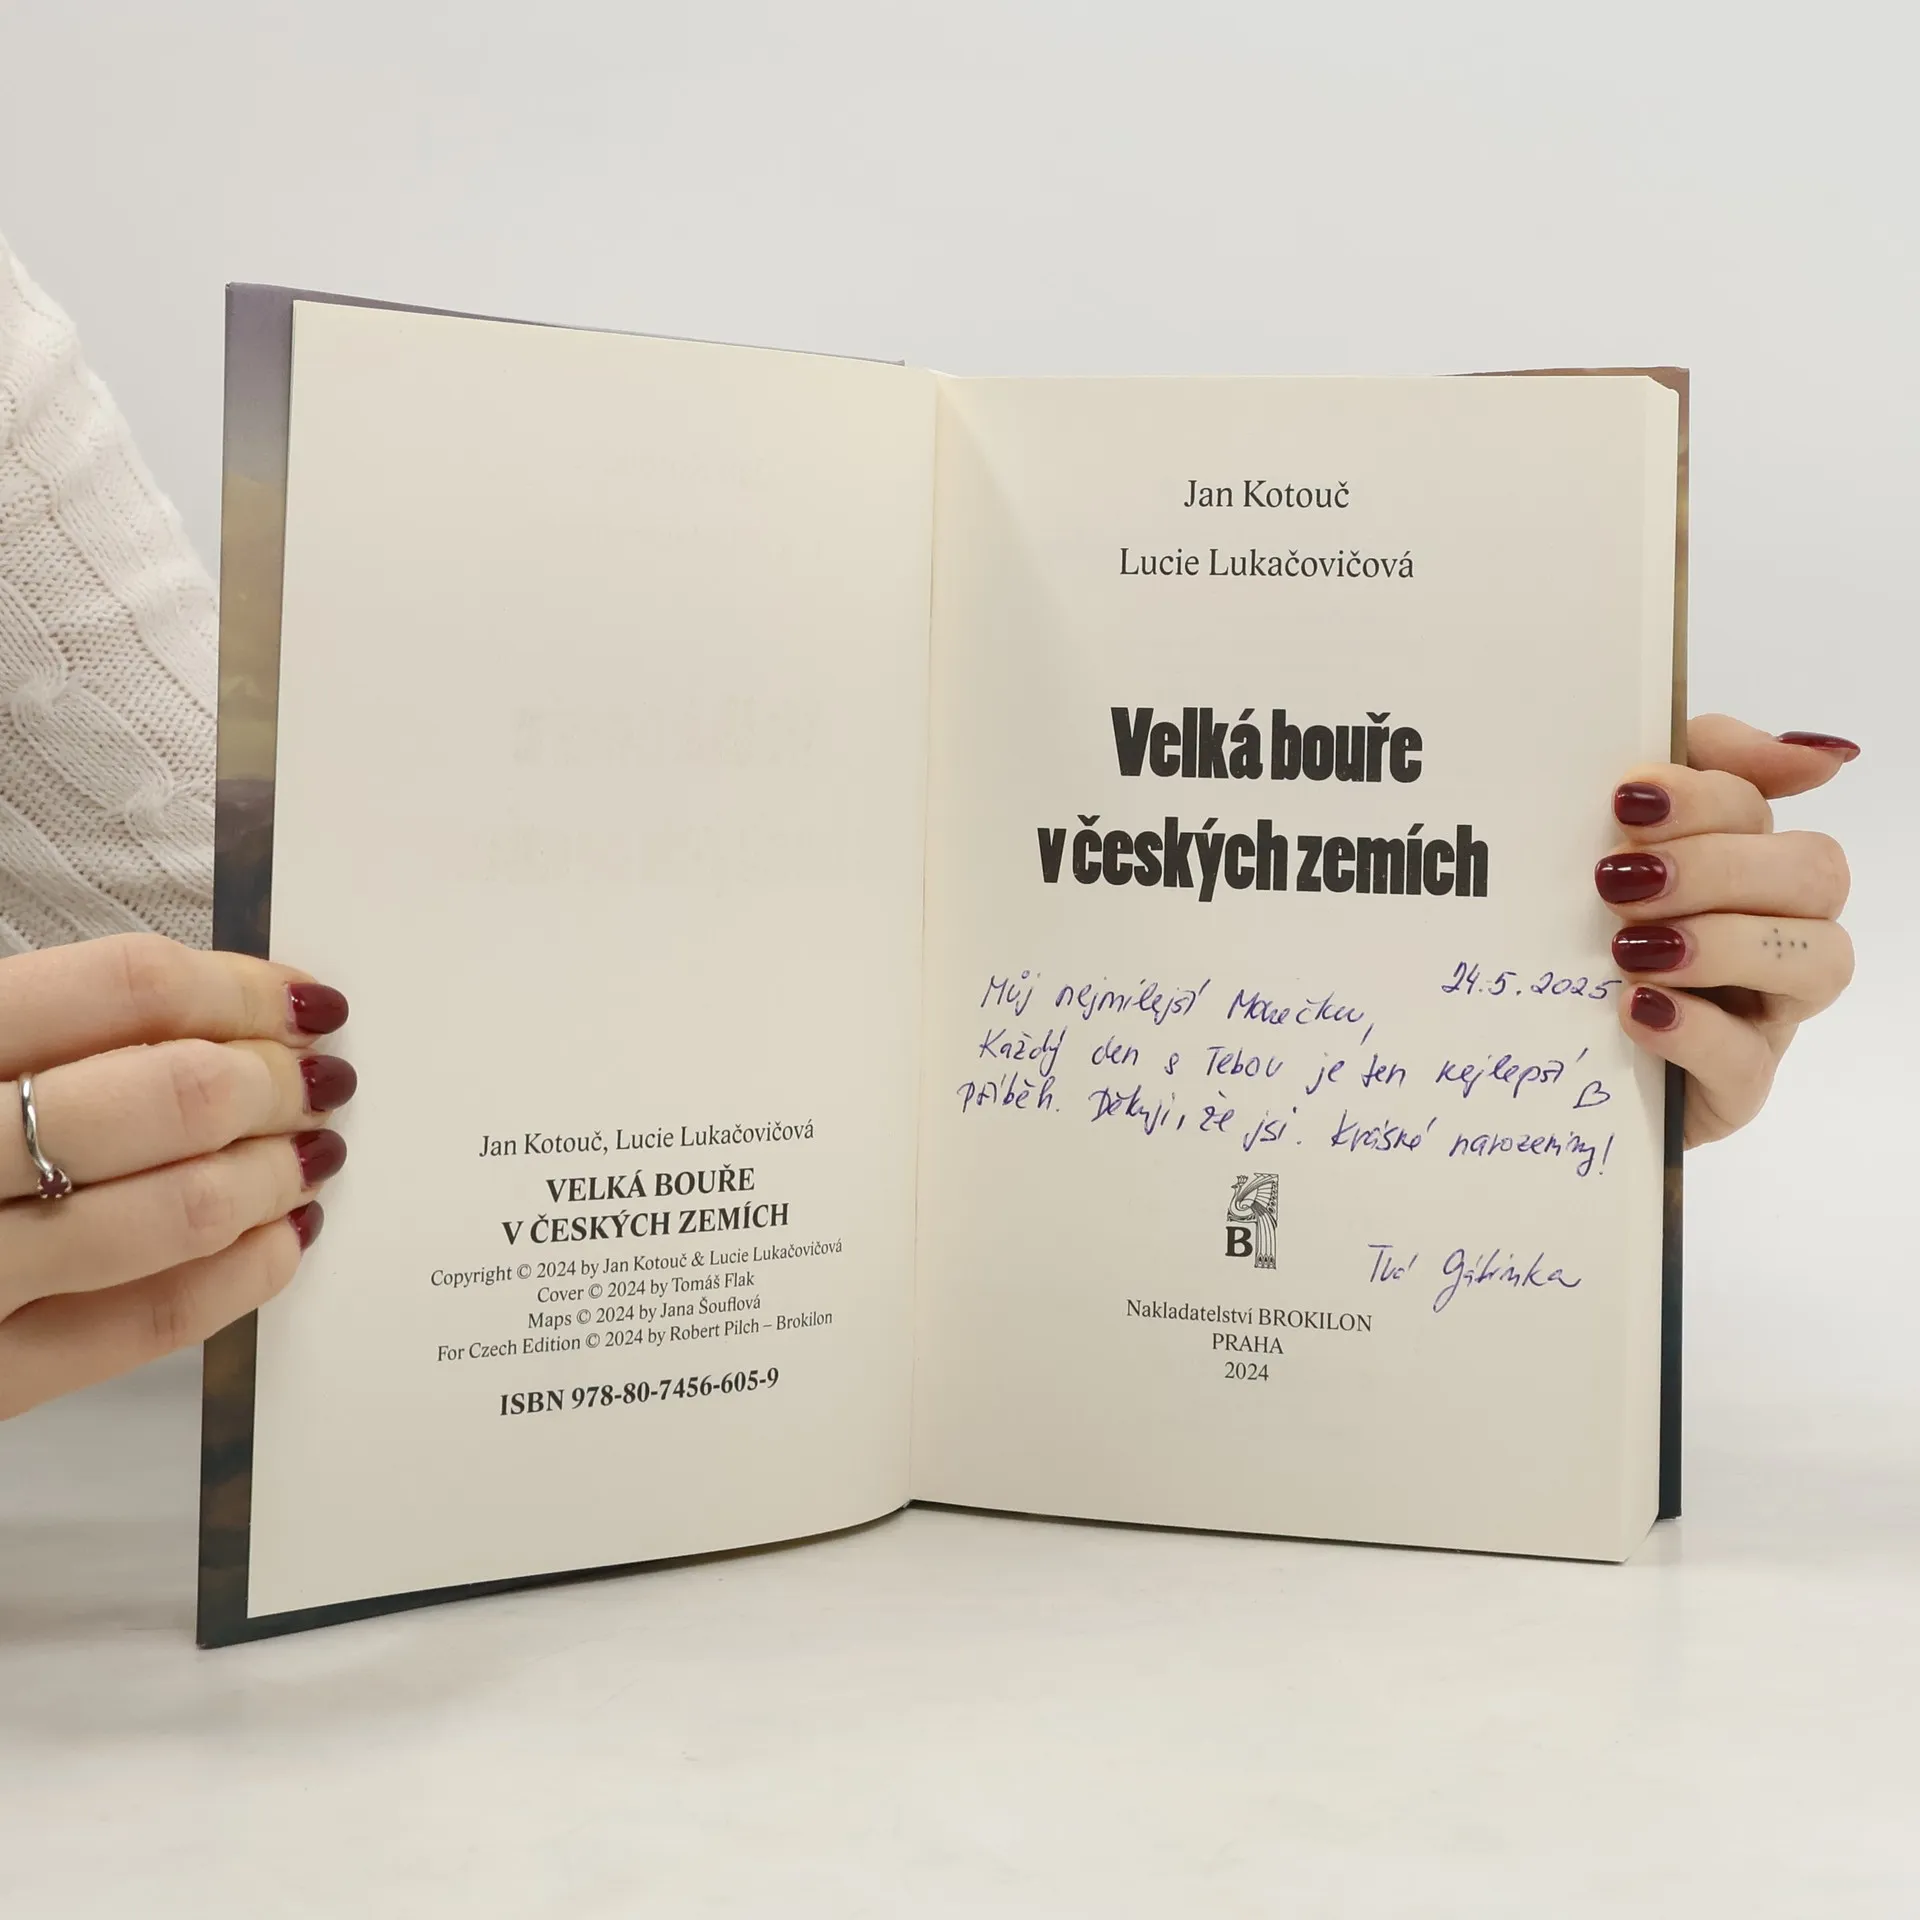 Jan Kotouč, Lucie Lukačovičová
VELKÁ BOUŘE
V ČESKÝCH ZEMÍCH
Copyright © 2024 by Jan Kotouč & Lucie Lukačovičová
Cover © 2024 by Tomáš Flak
Maps © 2024 by Jana Šouflová
For Czech Edition © 2024 by Robert Pilch – Brokilon
ISBN 978-80-7456-605-9
Jan Kotouč
Lucie Lukačovičová
Velká bouře
v českých zemích
24.5.2025
Můj nejmilejší
Každý den s Tebou je ten nejlepší
příběh. Děkuji, že jsi. Krásné narozeniny!
B
Tvá Gábinka
Nakladatelství BROKILON
PRAHA
2024